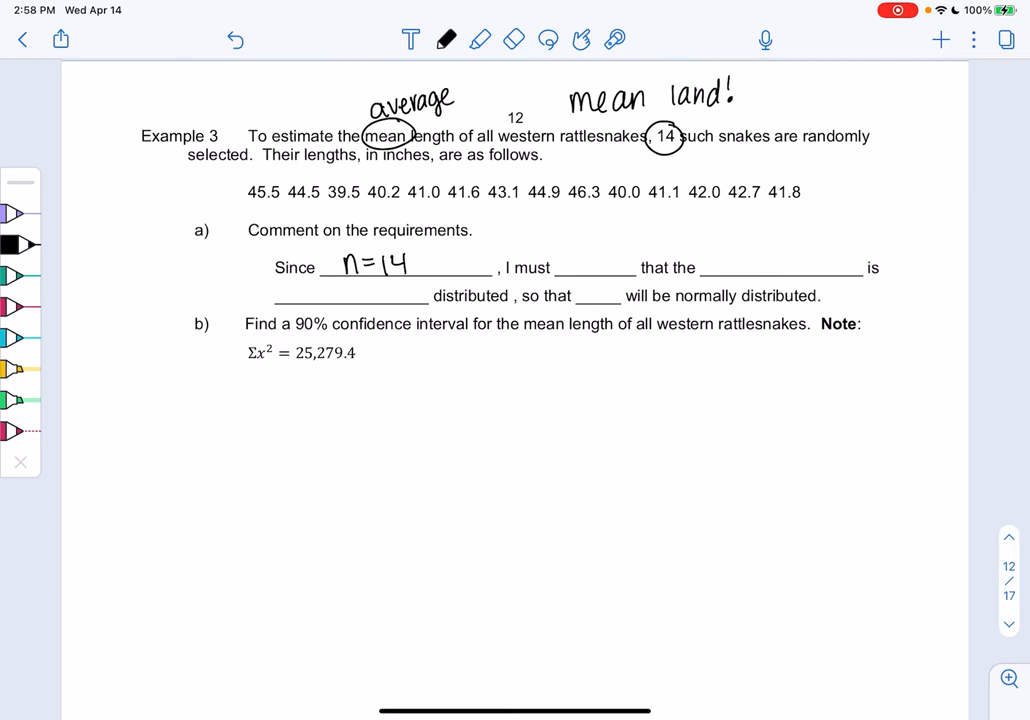 2:58 PM Wed Apr 14
100%
T
average
mean land!
12
Example 3 To estimate the mean length of all western rattlesnakes, 14 such snakes are randomly
selected. Their lengths, in inches, are as follows.
45.5 44.5 39.5 40.2 41.0 41.6 43.1 44.9 46.3 40.0 41.1 42.0 42.7 41.8
a) Comment on the requirements.
Since n=14, I must ________ that the ________ is
________ distributed , so that _____ will be normally distributed.
b) Find a 90% confidence interval for the mean length of all western rattlesnakes. Note:
Σx² = 25,279.4
12
/
17